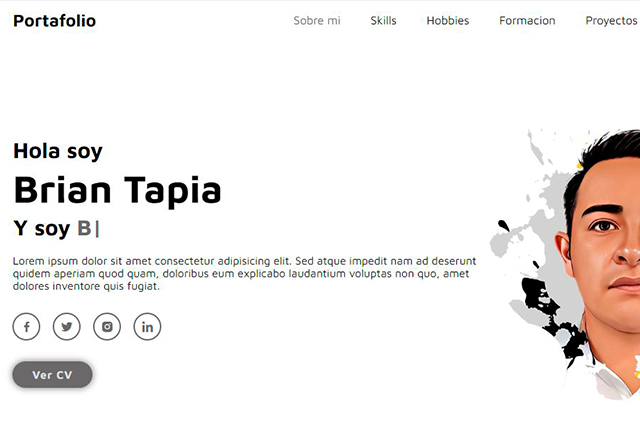 Portafolio
Sobre mi
Skills
Hobbies
Formacion
Proyectos
Hola soy
Brian Tapia
Y soy B|
Lorem ipsum dolor sit amet consectetur adipisicing elit. Sed atque impedit nam ad deserunt
quidem aperiam quod quam, doloribus eum explicabo laudantium voluptas non quo, amet
dolores inventore quis fugiat.
Ver CV